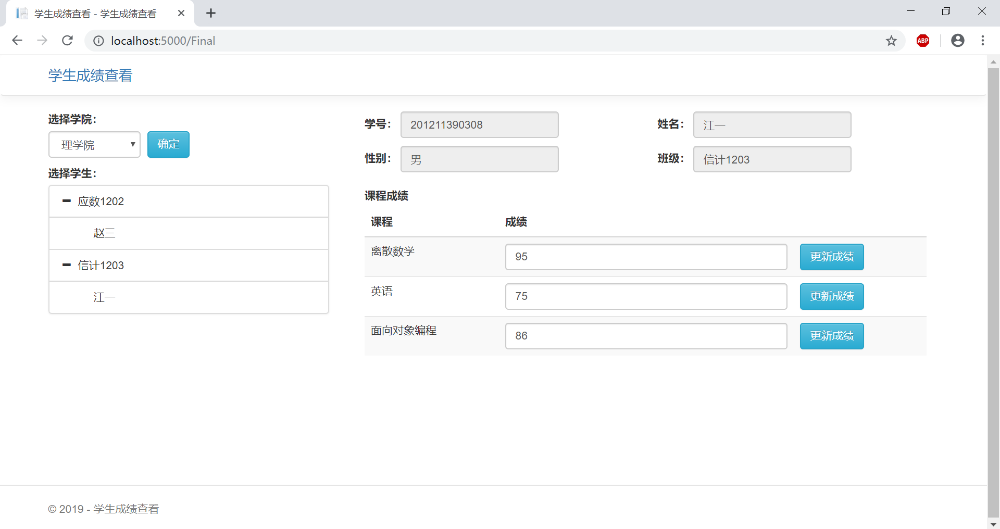 学生成绩查看 - 学生成绩查看
localhost:5000/Final
ABP
学生成绩查看
选择学院：
理学院
确定
选择学生：
应数1202
赵三
信计1203
江一
学号：
201211390308
姓名：
江一
性别：
男
班级：
信计1203
课程成绩
课程 成绩
离散数学 95 更新成绩
英语 75 更新成绩
面向对象编程 86 更新成绩
© 2019 - 学生成绩查看